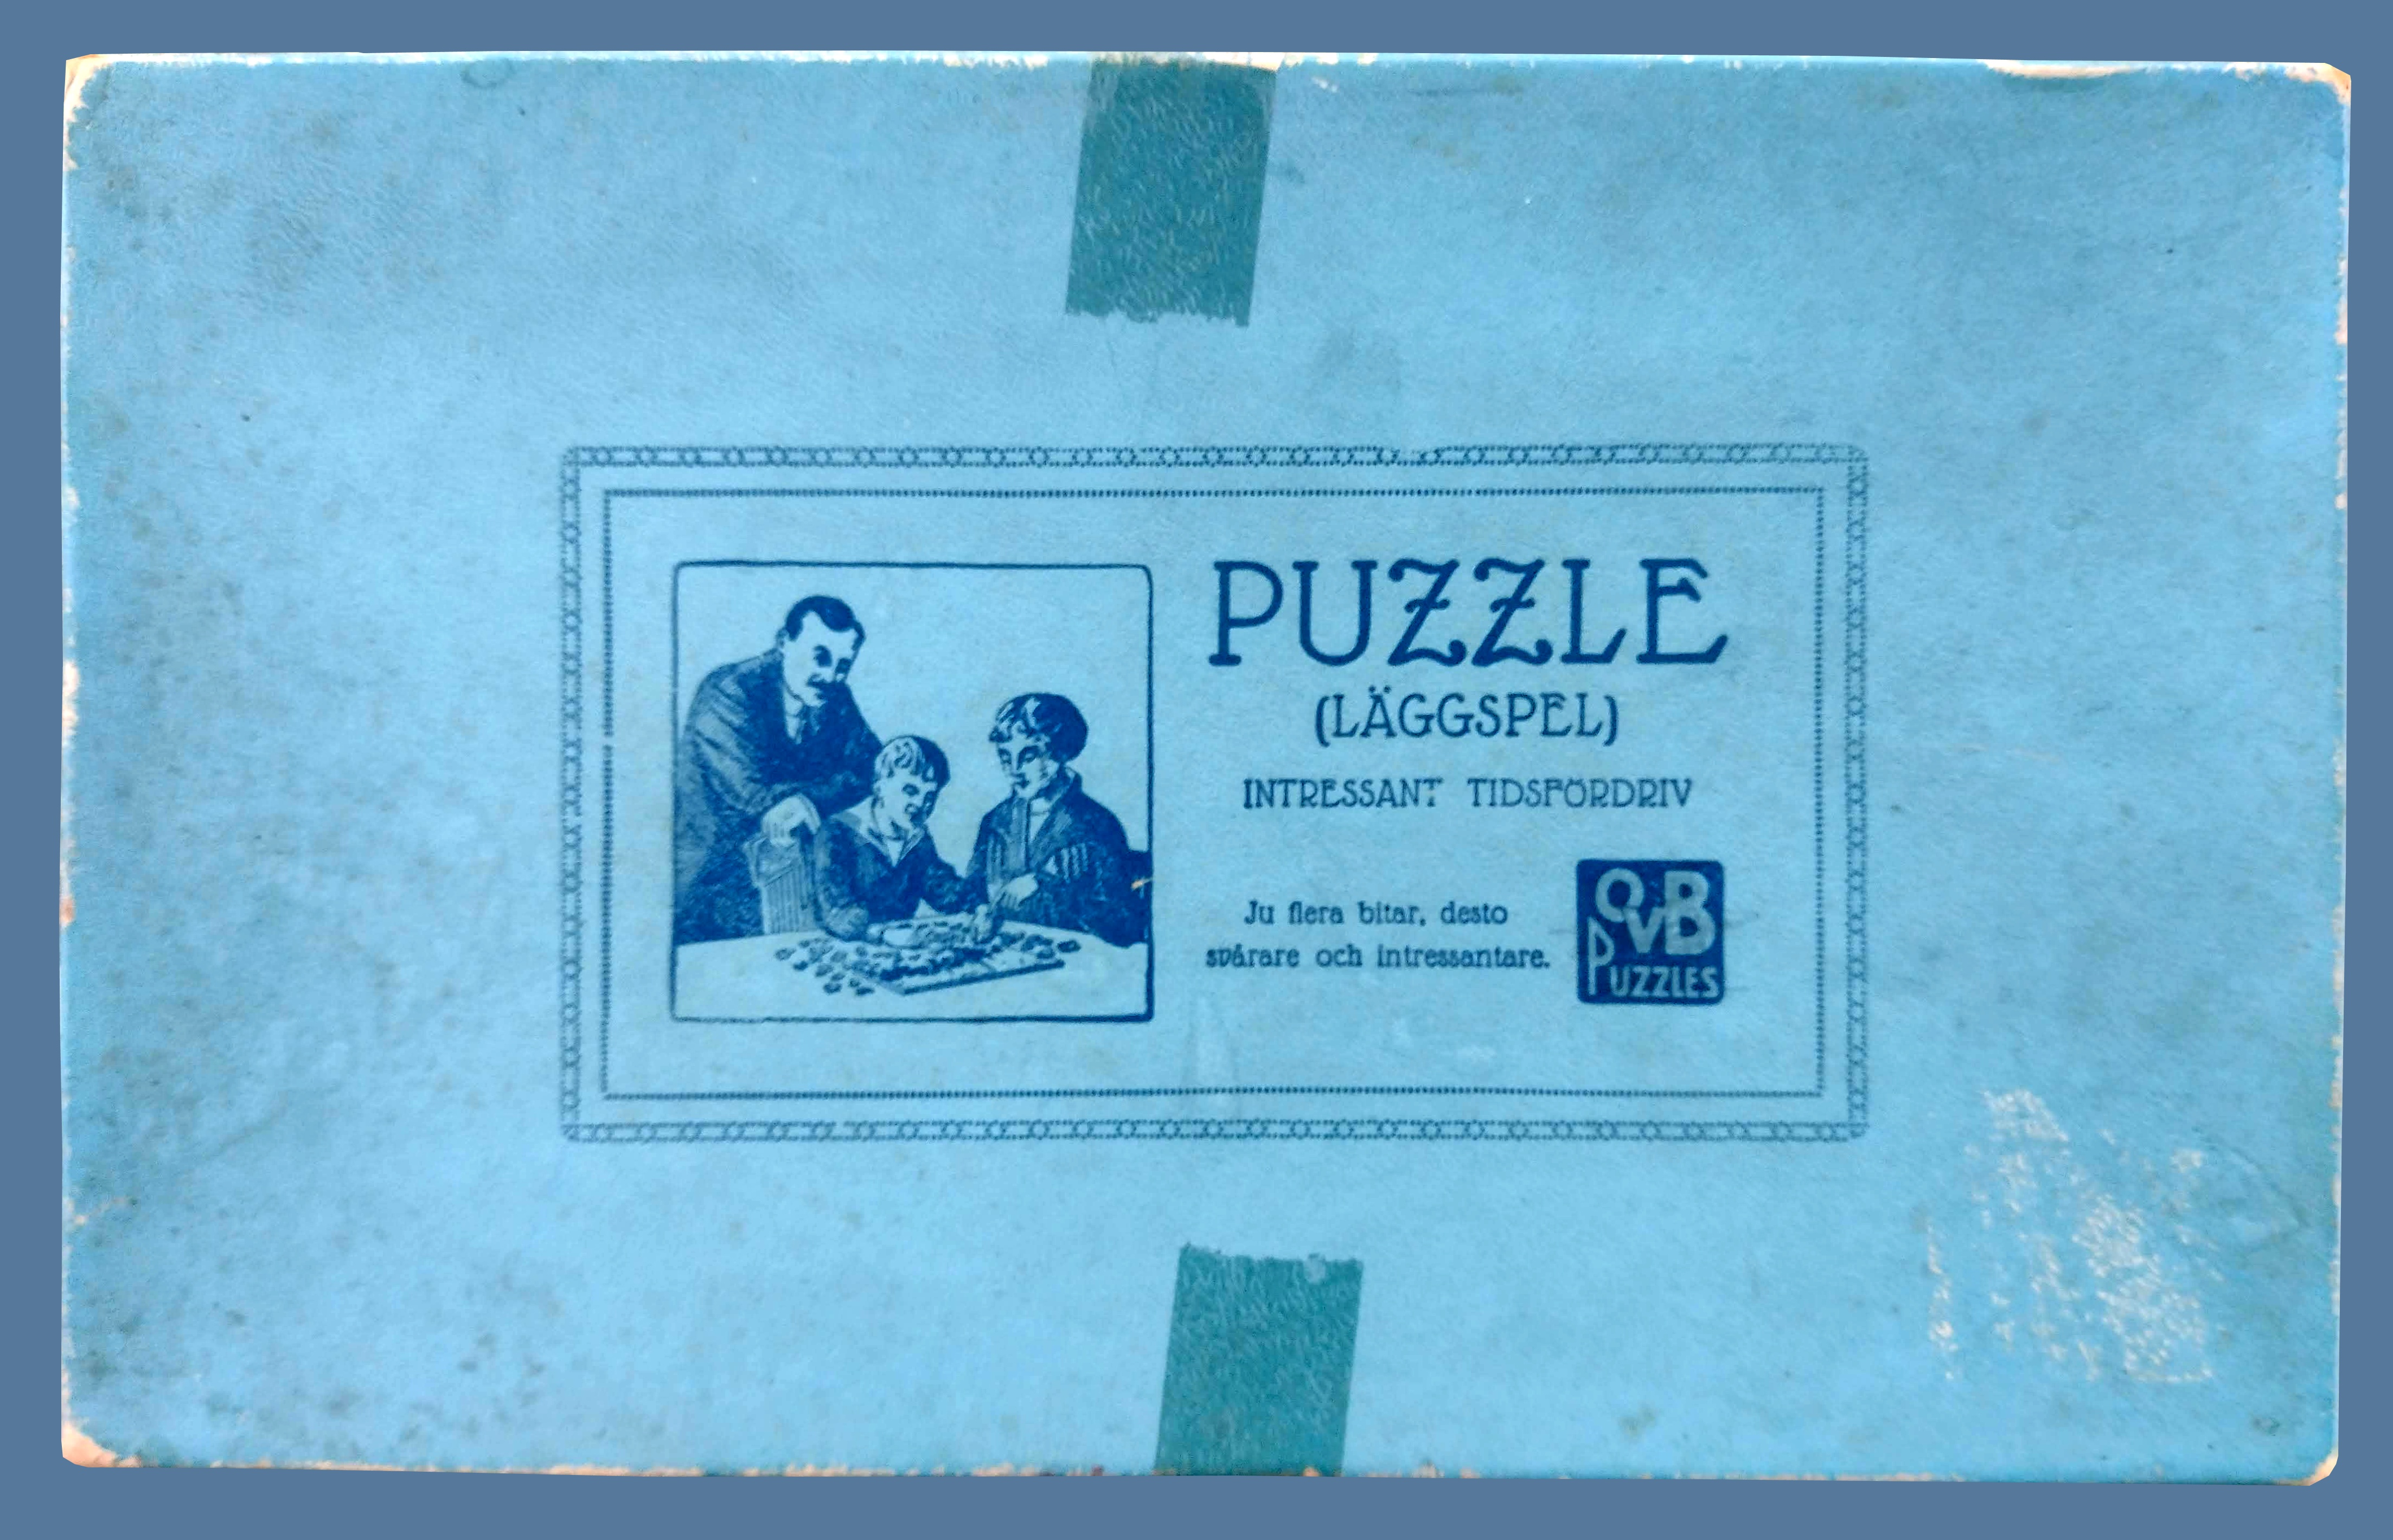 PUZZLE
(LÄGGSPEL)
INTRESSANT TIDSFÖRDRIV
Ju flera bitar, desto
svårare och intressantare.
OVB
PUZZLES